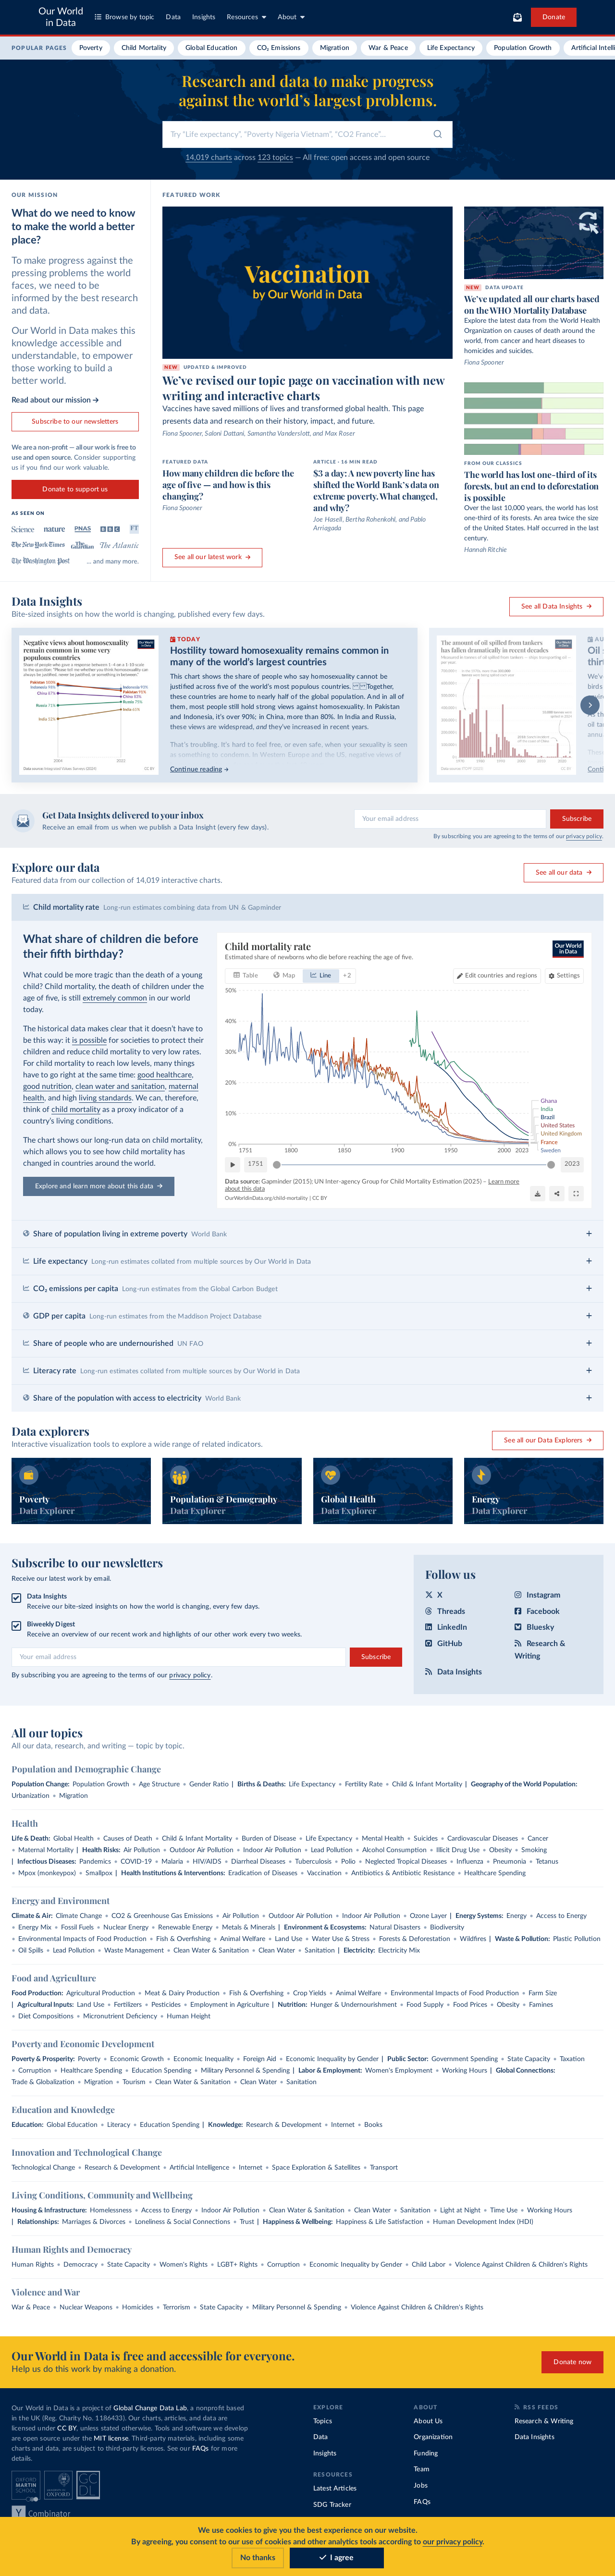 Our World
in Data
Browse by topic
Data
Insights
Resources
About
Donate
POPULAR PAGES
Poverty
Child Mortality
Global Education
CO₂ Emissions
Migration
War & Peace
Life Expectancy
Population Growth
Artificial Intelli
Research and data to make progress
against the world's largest problems.
Try "Life expectancy", "Poverty Nigeria Vietnam", "CO2 France"...
14,019 charts across 123 topics — All free: open access and open source
OUR MISSION
What do we need to know
to make the world a better
place?
To make progress against the
pressing problems the world
faces, we need to be
informed by the best research
and data.
Our World in Data makes this
knowledge accessible and
understandable, to empower
those working to build a
better world.
Read about our mission →
Subscribe to our newsletters
We are a non-profit — all our work is free to
use and open source. Consider supporting
us if you find our work valuable.
Donate to support us
AS SEEN ON
Science
nature
PNAS
BBC
FT
The New York Times
The Guardian
The Atlantic
The Washington Post
... and many more.
FEATURED WORK
Vaccination
by Our World in Data
NEW UPDATED & IMPROVED
We've revised our topic page on vaccination with new
writing and interactive charts
Vaccines have saved millions of lives and transformed global health. This page
presents data and research on their history, impact, and future.
Fiona Spooner, Saloni Dattani, Samantha Vanderslott, and Max Roser
FEATURED DATA
How many children die before the
age of five — and how is this
changing?
Fiona Spooner
ARTICLE · 16 MIN READ
$3 a day: A new poverty line has
shifted the World Bank's data on
extreme poverty. What changed,
and why?
Joe Hasell, Bertha Rohenkohl, and Pablo
Arriagada
See all our latest work →
NEW DATA UPDATE
We've updated all our charts based
on the WHO Mortality Database
Explore the latest data from the World Health
Organization on causes of death around the
world, from cancer and heart diseases to
homicides and suicides.
Fiona Spooner
FROM OUR CLASSICS
The world has lost one-third of its
forests, but an end to deforestation
is possible
Over the last 10,000 years, the world has lost
one-third of its forests. An area twice the size
of the United States. Half occurred in the last
century.
Hannah Ritchie
Data Insights
Bite-sized insights on how the world is changing, published every few days.
See all Data Insights →
Negative views about homosexuality
remain common in some very
populous countries
TODAY
Hostility toward homosexuality remains common in
many of the world's largest countries
This chart shows the share of people who say homosexuality cannot be
justified across five of the world's most populous countries. Together,
these countries are home to nearly half of the global population. And in all of
them, most people still hold strong views against homosexuality. In Pakistan
and Indonesia, it's over 90%; in China, more than 80%. In India and Russia,
these views are widespread, and they've increased in recent years.
That's troubling. It's hard to feel free, or even safe, when your sexuality is seen
as something to condemn. In Western Europe and the US, negative views of
Continue reading →
The amount of oil spilled from tankers
has fallen dramatically in recent decades
AU
Oil s
thir
Conti
Get Data Insights delivered to your inbox
Receive an email from us when we publish a Data Insight (every few days).
Your email address
Subscribe
By subscribing you are agreeing to the terms of our privacy policy.
Explore our data
Featured data from our collection of 14,019 interactive charts.
See all our data →
Child mortality rate Long-run estimates combining data from UN & Gapminder
What share of children die before
their fifth birthday?
What could be more tragic than the death of a young
child? Child mortality, the death of children under the
age of five, is still extremely common in our world
today.
The historical data makes clear that it doesn't have to
be this way: it is possible for societies to protect their
children and reduce child mortality to very low rates.
For child mortality to reach low levels, many things
have to go right at the same time: good healthcare,
good nutrition, clean water and sanitation, maternal
health, and high living standards. We can, therefore,
think of child mortality as a proxy indicator of a
country's living conditions.
The chart shows our long-run data on child mortality,
which allows you to see how child mortality has
changed in countries around the world.
Explore and learn more about this data →
Child mortality rate
Estimated share of newborns who die before reaching the age of five.
Our World
in Data
Table
Map
Line
+2
Edit countries and regions
Settings
50%
40%
30%
20%
10%
0%
1751
1800
1850
1900
1950
2000
2023
Ghana
India
Brazil
United States
United Kingdom
France
Sweden
1751
2023
Data source: Gapminder (2015); UN Inter-agency Group for Child Mortality Estimation (2025) – Learn more
about this data
OurWorldinData.org/child-mortality | CC BY
Share of population living in extreme poverty World Bank
Life expectancy Long-run estimates collated from multiple sources by Our World in Data
CO₂ emissions per capita Long-run estimates from the Global Carbon Budget
GDP per capita Long-run estimates from the Maddison Project Database
Share of people who are undernourished UN FAO
Literacy rate Long-run estimates collated from multiple sources by Our World in Data
Share of the population with access to electricity World Bank
Data explorers
Interactive visualization tools to explore a wide range of related indicators.
See all our Data Explorers →
Poverty
Data Explorer
Population & Demography
Data Explorer
Global Health
Data Explorer
Energy
Data Explorer
Subscribe to our newsletters
Receive our latest work by email.
Data Insights
Receive our bite-sized insights on how the world is changing, every few days.
Biweekly Digest
Receive an overview of our recent work and highlights of our other work every two weeks.
Your email address
Subscribe
By subscribing you are agreeing to the terms of our privacy policy.
Follow us
X
Instagram
Threads
Facebook
LinkedIn
Bluesky
GitHub
Research &
Writing
Data Insights
All our topics
All our data, research, and writing — topic by topic.
Population and Demographic Change
Population Change: Population Growth • Age Structure • Gender Ratio | Births & Deaths: Life Expectancy • Fertility Rate • Child & Infant Mortality | Geography of the World Population:
Urbanization • Migration
Health
Life & Death: Global Health • Causes of Death • Child & Infant Mortality • Burden of Disease • Life Expectancy • Mental Health • Suicides • Cardiovascular Diseases • Cancer
• Maternal Mortality | Health Risks: Air Pollution • Outdoor Air Pollution • Indoor Air Pollution • Lead Pollution • Alcohol Consumption • Illicit Drug Use • Obesity • Smoking
| Infectious Diseases: Pandemics • COVID-19 • Malaria • HIV/AIDS • Diarrheal Diseases • Tuberculosis • Polio • Neglected Tropical Diseases • Influenza • Pneumonia • Tetanus
• Mpox (monkeypox) • Smallpox | Health Institutions & Interventions: Eradication of Diseases • Vaccination • Antibiotics & Antibiotic Resistance • Healthcare Spending
Energy and Environment
Climate & Air: Climate Change • CO2 & Greenhouse Gas Emissions • Air Pollution • Outdoor Air Pollution • Indoor Air Pollution • Ozone Layer | Energy Systems: Energy • Access to Energy
• Energy Mix • Fossil Fuels • Nuclear Energy • Renewable Energy • Metals & Minerals | Environment & Ecosystems: Natural Disasters • Biodiversity
• Environmental Impacts of Food Production • Fish & Overfishing • Animal Welfare • Land Use • Water Use & Stress • Forests & Deforestation • Wildfires | Waste & Pollution: Plastic Pollution
• Oil Spills • Lead Pollution • Waste Management • Clean Water & Sanitation • Clean Water • Sanitation | Electricity: Electricity Mix
Food and Agriculture
Food Production: Agricultural Production • Meat & Dairy Production • Fish & Overfishing • Crop Yields • Animal Welfare • Environmental Impacts of Food Production • Farm Size
| Agricultural Inputs: Land Use • Fertilizers • Pesticides • Employment in Agriculture | Nutrition: Hunger & Undernourishment • Food Supply • Food Prices • Obesity • Famines
• Diet Compositions • Micronutrient Deficiency • Human Height
Poverty and Economic Development
Poverty & Prosperity: Poverty • Economic Growth • Economic Inequality • Foreign Aid • Economic Inequality by Gender | Public Sector: Government Spending • State Capacity • Taxation
• Corruption • Healthcare Spending • Education Spending • Military Personnel & Spending | Labor & Employment: Women's Employment • Working Hours | Global Connections:
Trade & Globalization • Migration • Tourism • Clean Water & Sanitation • Clean Water • Sanitation
Education and Knowledge
Education: Global Education • Literacy • Education Spending | Knowledge: Research & Development • Internet • Books
Innovation and Technological Change
Technological Change • Research & Development • Artificial Intelligence • Internet • Space Exploration & Satellites • Transport
Living Conditions, Community and Wellbeing
Housing & Infrastructure: Homelessness • Access to Energy • Indoor Air Pollution • Clean Water & Sanitation • Clean Water • Sanitation • Light at Night • Time Use • Working Hours
| Relationships: Marriages & Divorces • Loneliness & Social Connections • Trust | Happiness & Wellbeing: Happiness & Life Satisfaction • Human Development Index (HDI)
Human Rights and Democracy
Human Rights • Democracy • State Capacity • Women's Rights • LGBT+ Rights • Corruption • Economic Inequality by Gender • Child Labor • Violence Against Children & Children's Rights
Violence and War
War & Peace • Nuclear Weapons • Homicides • Terrorism • State Capacity • Military Personnel & Spending • Violence Against Children & Children's Rights
Our World in Data is free and accessible for everyone.
Help us do this work by making a donation.
Donate now
Our World in Data is a project of Global Change Data Lab, a nonprofit based
in the UK (Reg. Charity No. 1186433). Our charts, articles, and data are
licensed under CC BY, unless stated otherwise. Tools and software we develop
are open source under the MIT license. Third-party materials, including some
charts and data, are subject to third-party licenses. See our FAQs for more
details.
OXFORD
MARTIN
SCHOOL
UNIVERSITY OF
OXFORD
GC
DL
Y Combinator
EXPLORE
Topics
Data
Insights
RESOURCES
Latest Articles
SDG Tracker
ABOUT
About Us
Organization
Funding
Team
Jobs
FAQs
RSS FEEDS
Research & Writing
Data Insights
We use cookies to give you the best experience on our website.
By agreeing, you consent to our use of cookies and other analytics tools according to our privacy policy.
No thanks
I agree